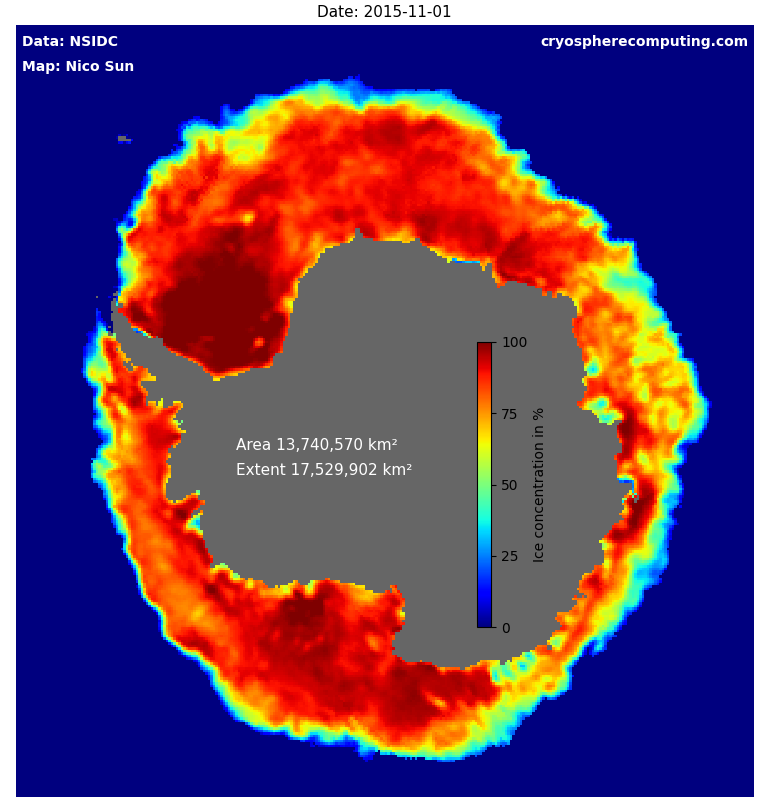 Date: 2015-11-01
Data: NSIDC
cryospherecomputing.com
Map: Nico Sun
100
75
50
25
0
Ice concentration in %
Area 13,740,570 km²
Extent 17,529,902 km²